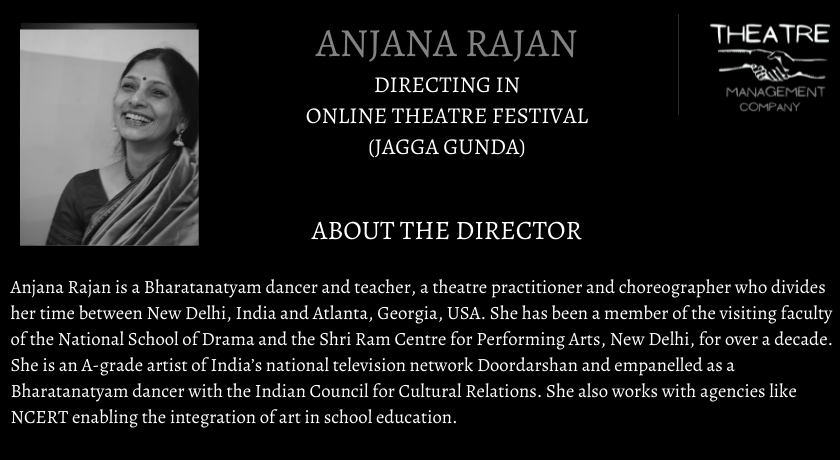 ANJANA RAJAN
DIRECTING IN
ONLINE THEATRE FESTIVAL
(JAGGA GUNDA)
THEATRE
MANAGEMENT
COMPANY
ABOUT THE DIRECTOR
Anjana Rajan is a Bharatanatyam dancer and teacher, a theatre practitioner and choreographer who divides
her time between New Delhi, India and Atlanta, Georgia, USA. She has been a member of the visiting faculty
of the National School of Drama and the Shri Ram Centre for Performing Arts, New Delhi, for over a decade.
She is an A-grade artist of India’s national television network Doordarshan and empanelled as a
Bharatanatyam dancer with the Indian Council for Cultural Relations. She also works with agencies like
NCERT enabling the integration of art in school education.